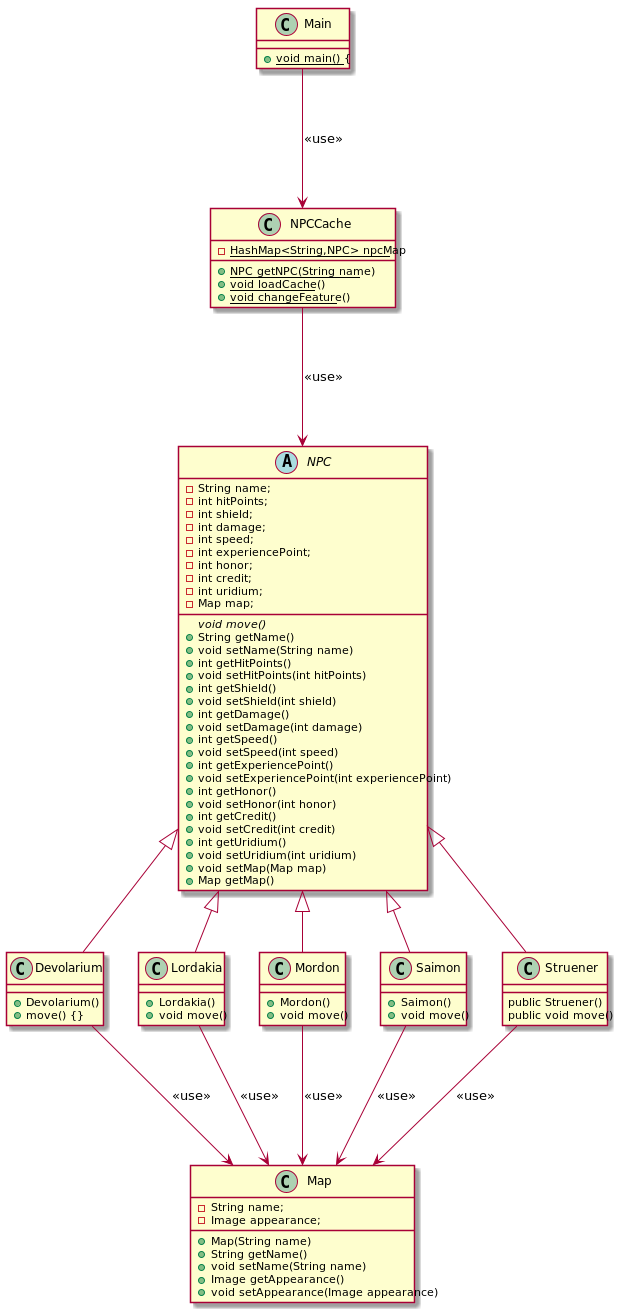 C Main
void main() {
«use»
C NPCCache
HashMap<String,NPC> npcMap
NPC getNPC(String name)
void loadCache()
void changeFeature()
«use»
A NPC
String name;
int hitPoints;
int shield;
int damage;
int speed;
int experiencePoint;
int honor;
int credit;
int uridium;
Map map;
void move()
String getName()
void setName(String name)
int getHitPoints()
void setHitPoints(int hitPoints)
int getShield()
void setShield(int shield)
int getDamage()
void setDamage(int damage)
int getSpeed()
void setSpeed(int speed)
int getExperiencePoint()
void setExperiencePoint(int experiencePoint)
int getHonor()
void setHonor(int honor)
int getCredit()
void setCredit(int credit)
int getUridium()
void setUridium(int uridium)
void setMap(Map map)
Map getMap()
C Devolarium
Devolarium()
move() {}
C Lordakia
Lordakia()
void move()
C Mordon
Mordon()
void move()
C Saimon
Saimon()
void move()
C Struener
public Struener()
public void move()
«use»
«use»
«use»
«use»
«use»
C Map
String name;
Image appearance;
Map(String name)
String getName()
void setName(String name)
Image getAppearance()
void setAppearance(Image appearance)